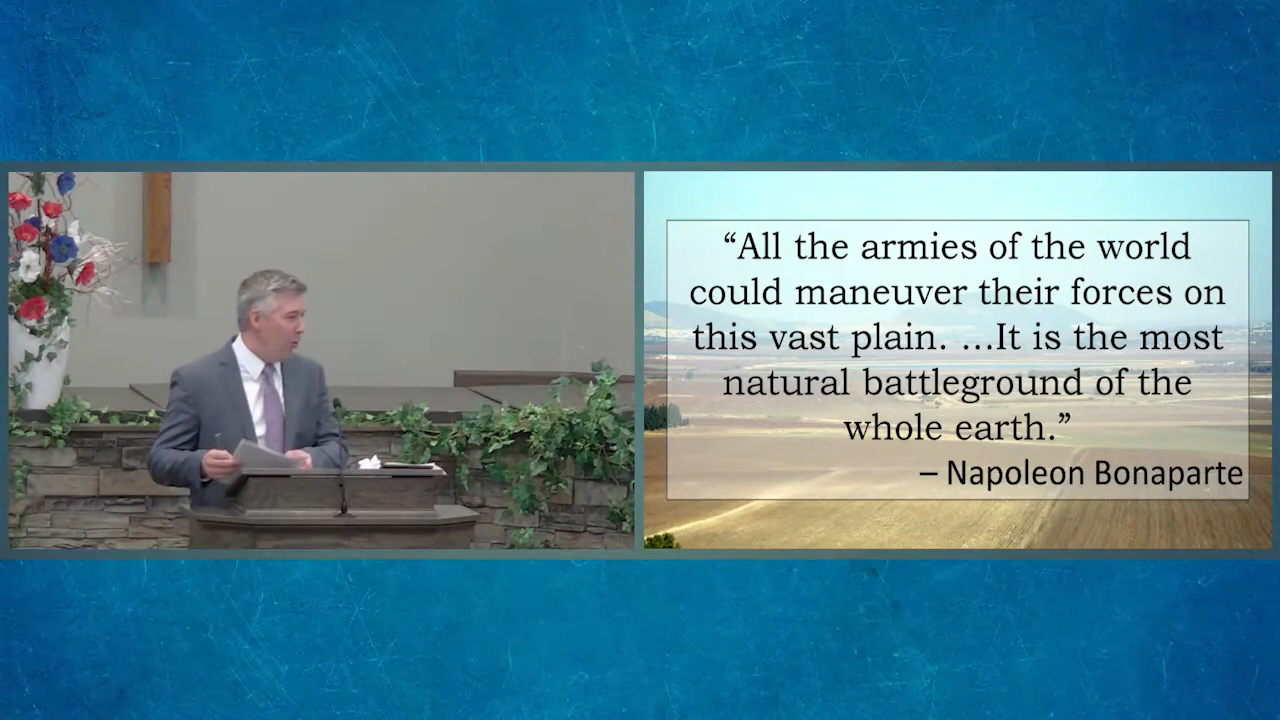 “All the armies of the world
could maneuver their forces on
this vast plain. …It is the most
natural battleground of the
whole earth.”
– Napoleon Bonaparte